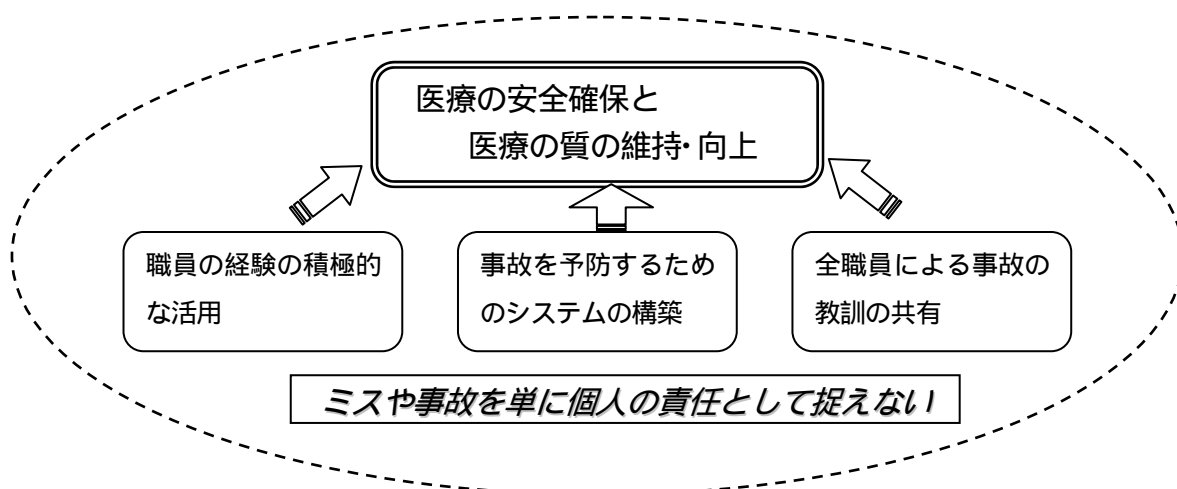 医療の安全確保と
医療の質の維持・向上
職員の経験の積極的
な活用
事故を予防するため
のシステムの構築
全職員による事故の
教訓の共有
ミスや事故を単に個人の責任として捉えない